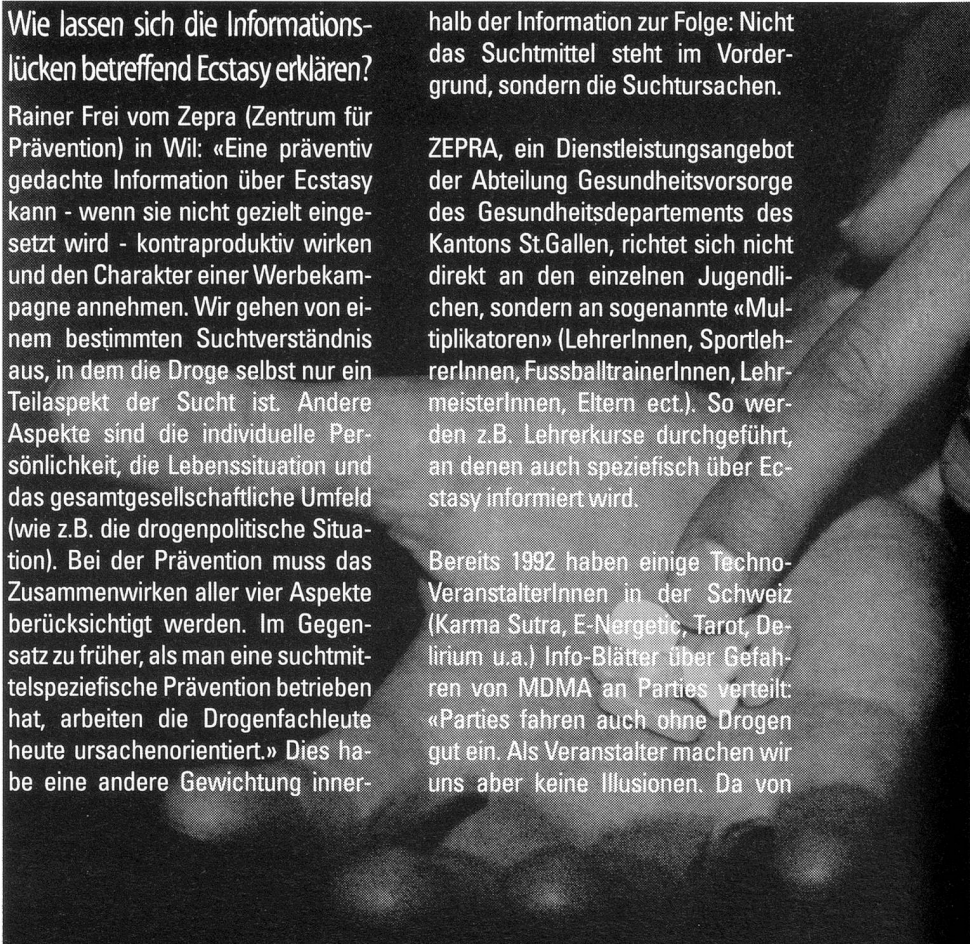 Wie lassen sich die Informations-
lücken betreffend Ecstasy erklären?
Rainer Frei vom Zepra (Zentrum für
Prävention) in Wil: «Eine präventiv
gedachte Information über Ecstasy
kann - wenn sie nicht gezielt einge-
setzt wird - kontraproduktiv wirken
und den Charakter einer Werbekam-
pagne annehmen. Wir gehen von ei-
nem bestimmten Suchtverständnis
aus, in dem die Droge selbst nur ein
Teilaspekt der Sucht ist. Andere
Aspekte sind die individuelle Per-
sönlichkeit, die Lebenssituation und
das gesamtgesellschaftliche Umfeld
(wie z.B. die drogenpolitische Situa-
tion). Bei der Prävention muss das
Zusammenwirken aller vier Aspekte
berücksichtigt werden. Im Gegen-
satz zu früher, als man eine suchtmit-
telspeziefische Prävention betrieben
hat, arbeiten die Drogenfachleute
heute ursachenorientiert.» Dies ha-
be eine andere Gewichtung inner-
halb der Information zur Folge: Nicht
das Suchtmittel steht im Vorder-
grund, sondern die Suchtursachen.
ZEPRA, ein Dienstleistungsangebot
der Abteilung Gesundheitsvorsorge
des Gesundheitsdepartements des
Kantons St.Gallen, richtet sich nicht
direkt an den einzelnen Jugendli-
chen, sondern an sogenannte «Mul-
tiplikatoren» (LehrerInnen, Sportleh-
rerInnen, FussballtrainerInnen, Lehr-
meisterInnen, Eltern ect.). So wer-
den z.B. Lehrerkurse durchgeführt,
an denen auch speziefisch über Ec-
stasy informiert wird.
Bereits 1992 haben einige Techno-
VeranstalterInnen in der Schweiz
(Karma Sutra, E-Nergetic, Tarot, De-
lirium u.a.) Info-Blätter über Gefah-
ren von MDMA an Parties verteilt:
«Parties fahren auch ohne Drogen
gut ein. Als Veranstalter machen wir
uns aber keine Illusionen. Da von